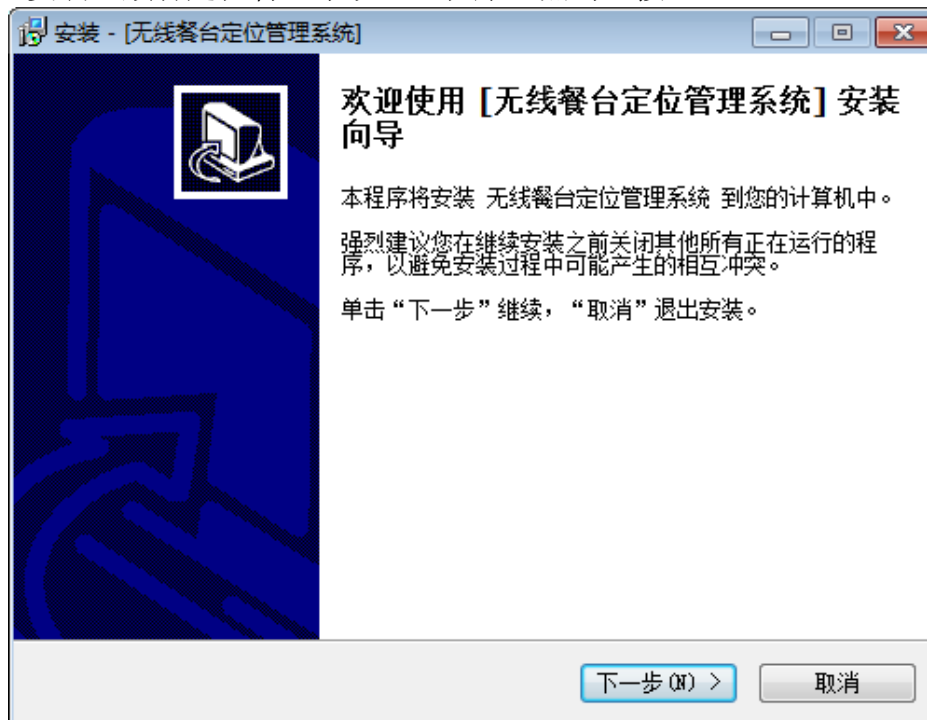 安装 - [无线餐台定位管理系统]
欢迎使用 [无线餐台定位管理系统] 安装
向导
本程序将安装 无线餐台定位管理系统 到您的计算机中。
强烈建议您在继续安装之前关闭其他所有正在运行的程
序，以避免安装过程中可能产生的相互冲突。
单击“下一步”继续，“取消”退出安装。
下一步(N) >
取消